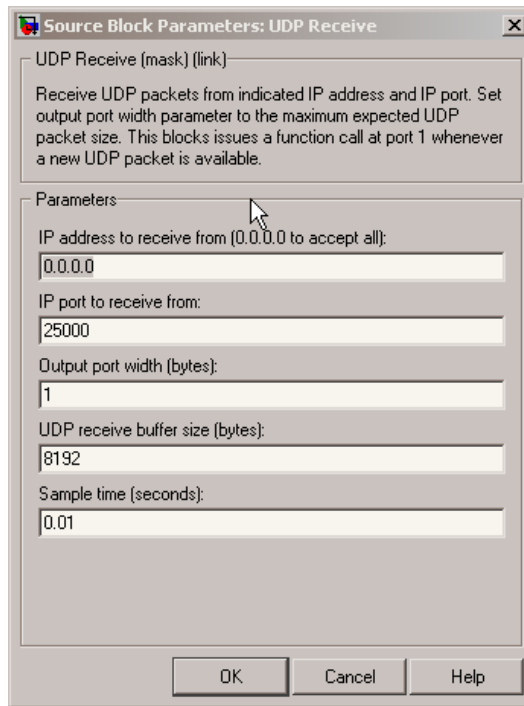 Source Block Parameters: UDP Receive
UDP Receive (mask) (link)
Receive UDP packets from indicated IP address and IP port. Set
output port width parameter to the maximum expected UDP
packet size. This blocks issues a function call at port 1 whenever
a new UDP packet is available.
Parameters
IP address to receive from (0.0.0.0 to accept all):
0.0.0.0
IP port to receive from:
25000
Output port width (bytes):
1
UDP receive buffer size (bytes):
8192
Sample time (seconds):
0.01
OK Cancel Help